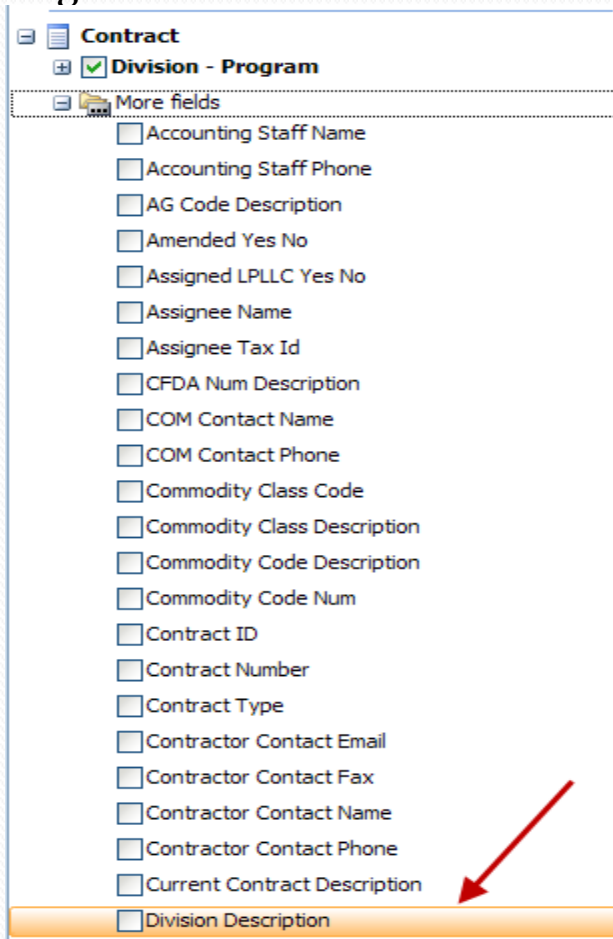 Contract
Division - Program
More fields
Accounting Staff Name
Accounting Staff Phone
AG Code Description
Amended Yes No
Assigned LPLLC Yes No
Assignee Name
Assignee Tax Id
CFDA Num Description
COM Contact Name
COM Contact Phone
Commodity Class Code
Commodity Class Description
Commodity Code Description
Commodity Code Num
Contract ID
Contract Number
Contract Type
Contractor Contact Email
Contractor Contact Fax
Contractor Contact Name
Contractor Contact Phone
Current Contract Description
Division Description